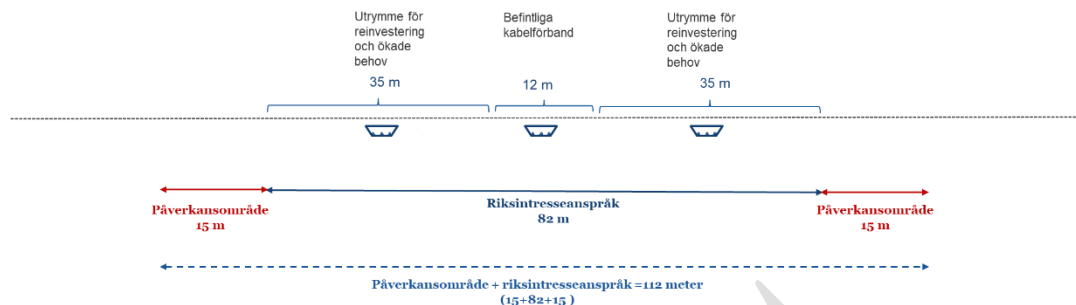 Utrymme för
reinvestering
och ökade
behov
35 m
Befintliga
kabelförband
12 m
Utrymme för
reinvestering
och ökade
behov
35 m
Påverkansområde
15 m
Riksintresseanspråk
82 m
Påverkansområde
15 m
Påverkansområde + riksintresseanspråk =112 meter
(15+82+15 )